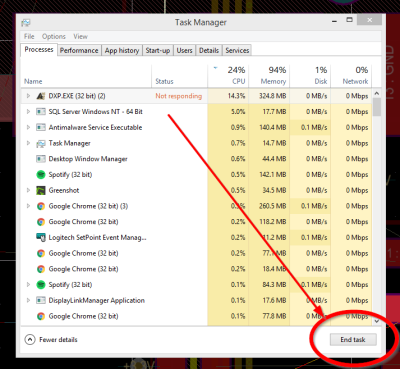 Task Manager
File Options View
Processes Performance App history Start-up Users Details Services
24% 94% 1% 0%
Name Status CPU Memory Disk Network
DXP.EXE (32 bit) (2) Not responding 14.3% 324.8 MB 0 MB/s 0 Mbps
SQL Server Windows NT - 64 Bit 5.0% 17.7 MB 0 MB/s 0 Mbps
Antimalware Service Executable 0.9% 140.4 MB 0.1 MB/s 0 Mbps
Task Manager 0.7% 14.7 MB 0 MB/s 0 Mbps
Desktop Window Manager 0.6% 44.4 MB 0 MB/s 0 Mbps
Spotify (32 bit) 0.5% 142.1 MB 0 MB/s 0 Mbps
Greenshot 0.5% 34.5 MB 0 MB/s 0 Mbps
Google Chrome (32 bit) (3) 260.5 MB 0.1 MB/s 0 Mbps
Google Chrome (32 bit) 0.2% 118.2 MB 0 MB/s 0 Mbps
Logitech SetPoint Event Manag... 0.2% 11.2 MB 0.1 MB/s 0 Mbps
Google Chrome (32 bit) 0.2% MB 0 MB/s 0 Mbps
Google Chrome (32 bit) 0.2% 18.4 MB 0 MB/s 0 Mbps
Spotify (32 bit) 0.1% 84.3 MB 0.1 MB/s 0 Mbps
DisplayLinkManager Application 0.1% 17.6 MB 0 MB/s 0 Mbps
Google Chrome (32 bit) 0.1% 77.8 MB 0 MB/s 0 Mbps
Fewer details End task